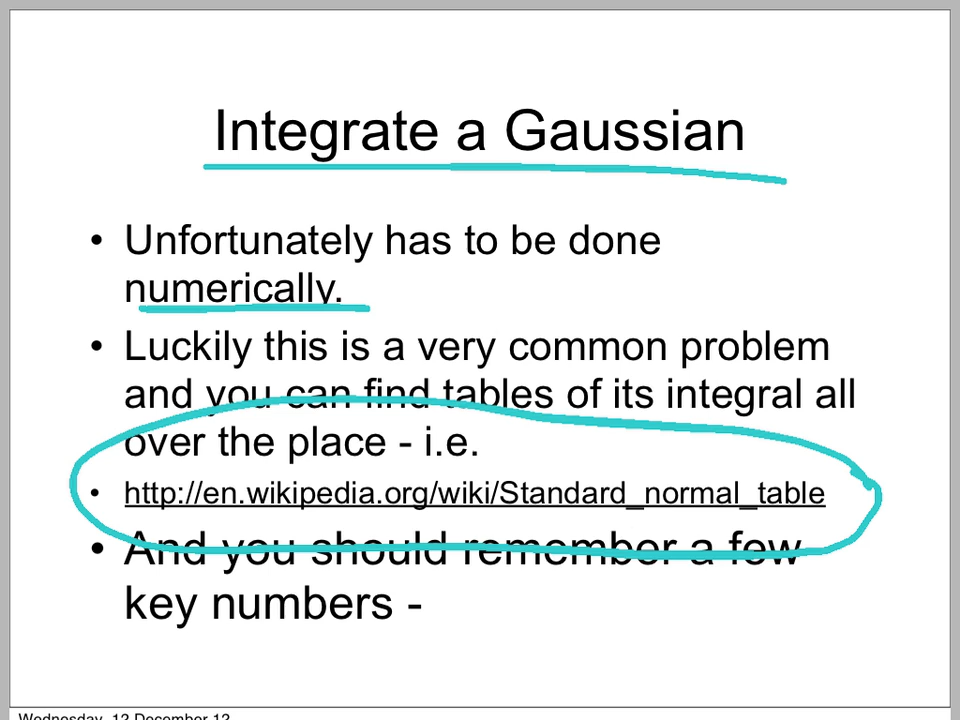 Integrate a Gaussian
• Unfortunately has to be done
numerically.
• Luckily this is a very common problem
and you can find tables of its integral all
over the place - i.e.
• http://en.wikipedia.org/wiki/Standard_normal_table
• And you should remember a few
key numbers -
Wednesday, 12 December 12